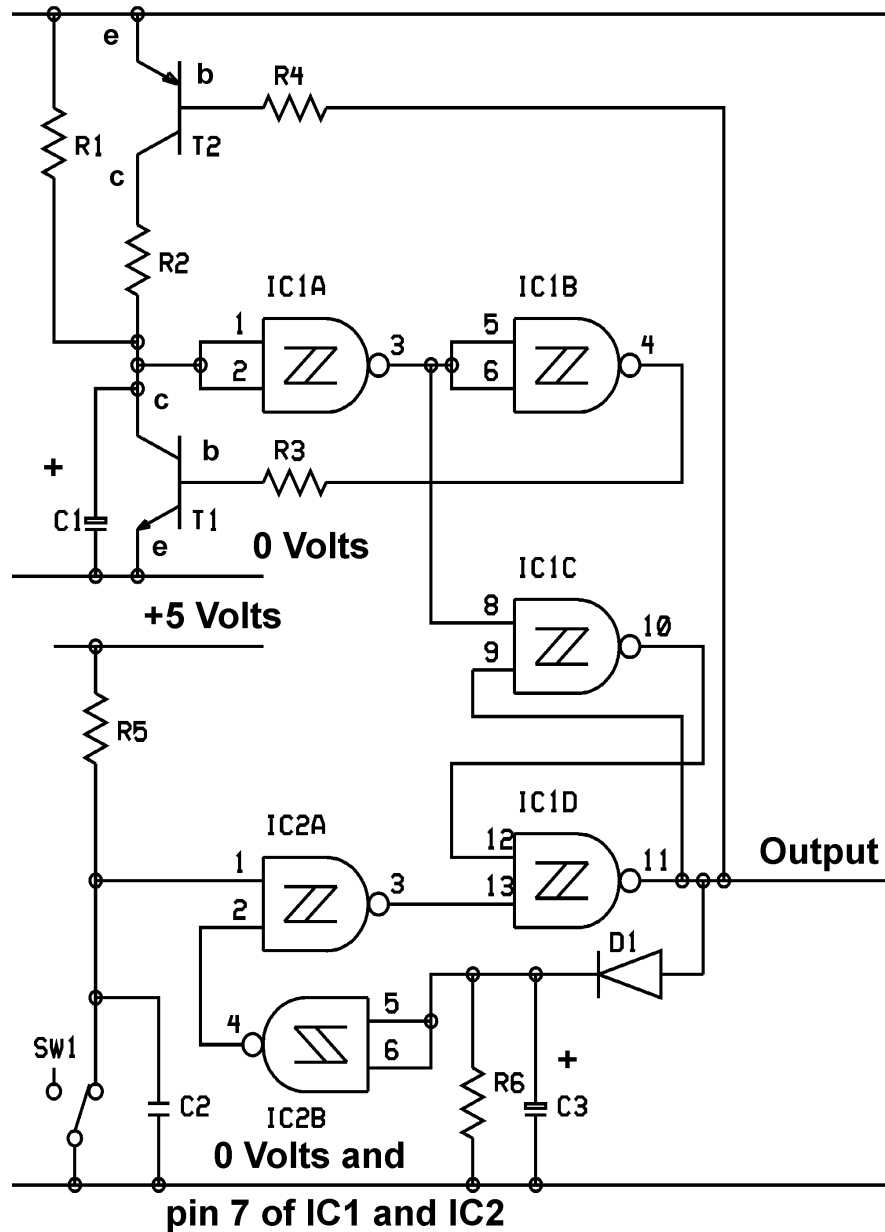 e
b
R4
R1
T2
c
R2
IC1A
IC1B
1
3
5
4
2
6
c
+
b
R3
C1
T1
e
0 Volts
IC1C
+5 Volts
8
10
9
R5
IC2A
IC1D
12
Output
1
3
11
13
2
D1
4
5
SW1
6
+
R6
C3
C2
IC2B
0 Volts and
pin 7 of IC1 and IC2